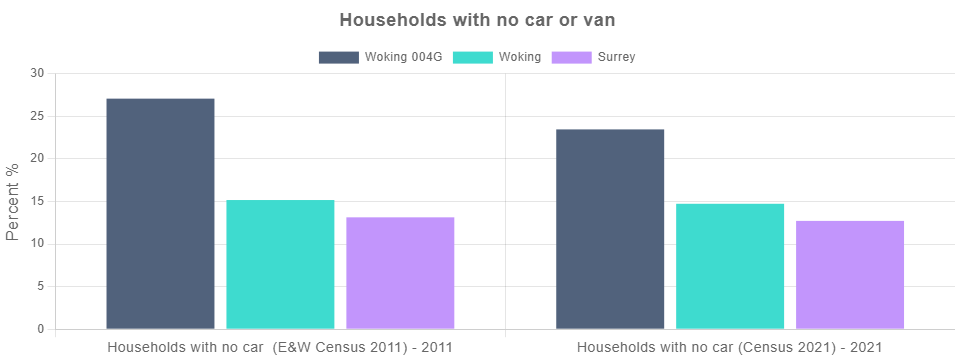 Households with no car or van
Woking 004G Woking Surrey
30
25
20
15
10
5
0
Percent %
Households with no car  (E&W Census 2011) - 2011
Households with no car (Census 2021) - 2021